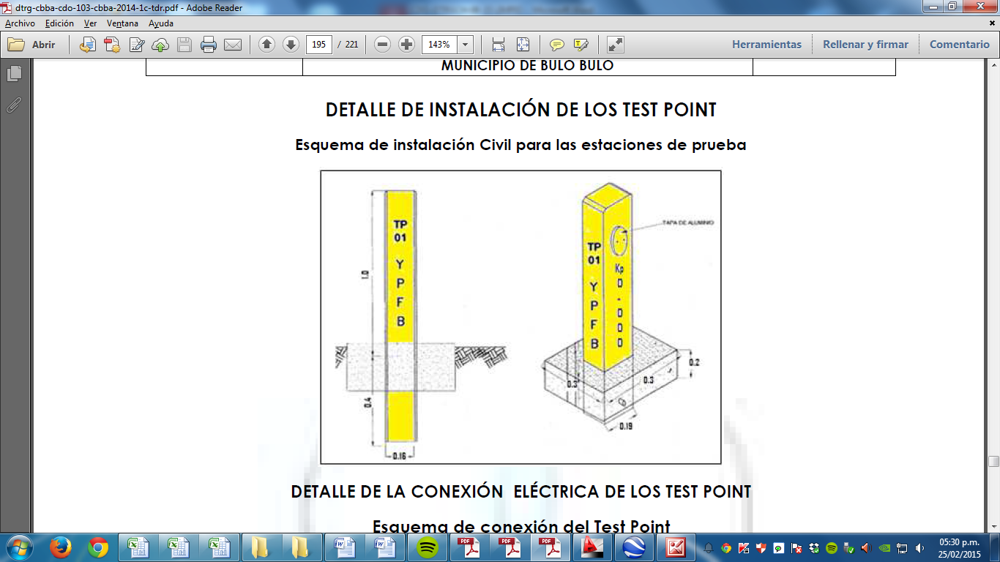 dtrg-cbba-cdo-103-cbba-2014-1c-tdr.pdf - Adobe Reader
Archivo Edición Ver Ventana Ayuda
Abrir 195 / 221 143% Herramientas Rellenar y firmar Comentario
MUNICIPIO DE BULO BULO
DETALLE DE INSTALACIÓN DE LOS TEST POINT
Esquema de instalación Civil para las estaciones de prueba
TP
01
Y
P
F
B
1.0
0.4
0.16
TAPA DE ALUMINIO
TP
01
Y
P
F
B
Kp
D
-
D
D
D
0.3
0.3
0.2
0.19
DETALLE DE LA CONEXIÓN ELÉCTRICA DE LOS TEST POINT
Esquema de conexión del Test Point
05:30 p.m.
25/02/2015